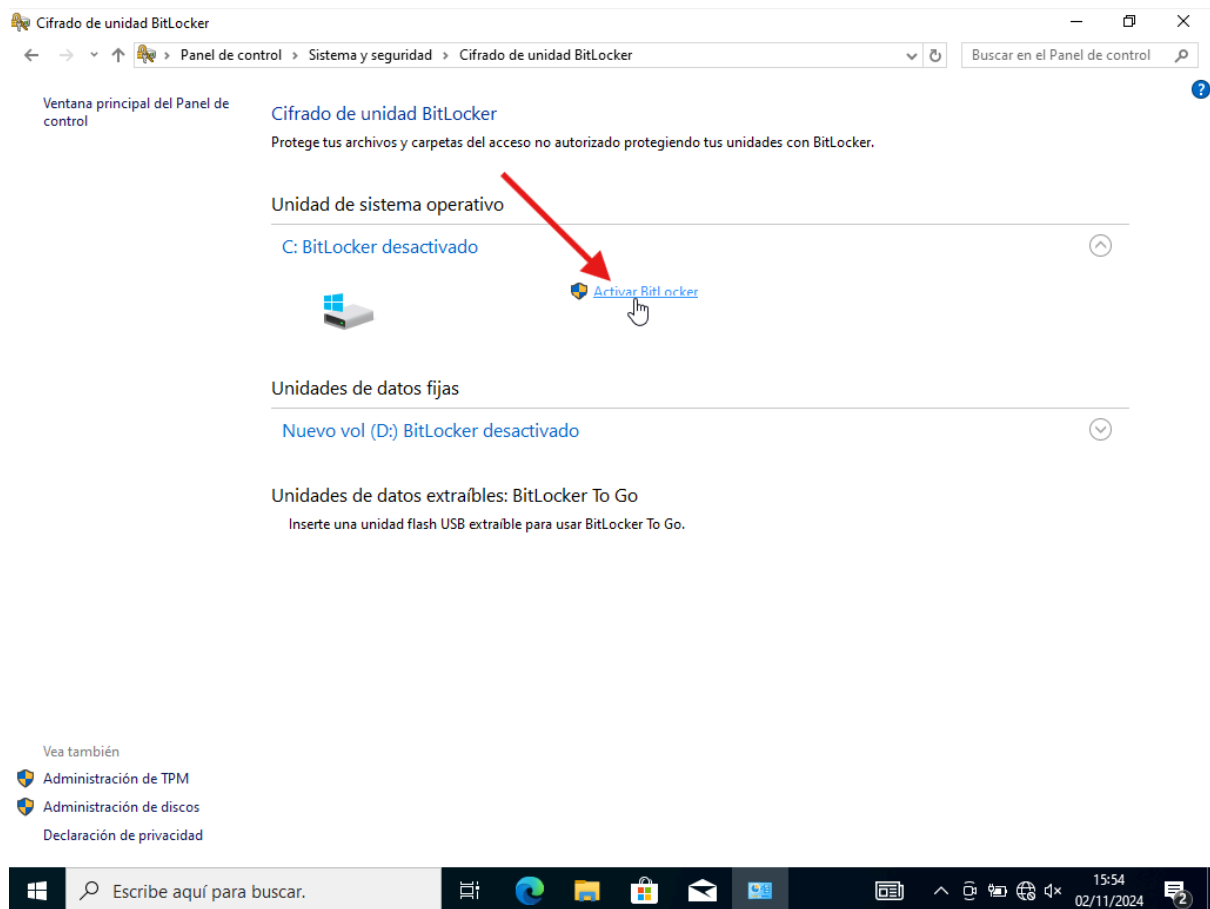 Cifrado de unidad BitLocker
Panel de control > Sistema y seguridad > Cifrado de unidad BitLocker
Buscar en el Panel de control
?
Ventana principal del Panel de
control
Cifrado de unidad BitLocker
Protege tus archivos y carpetas del acceso no autorizado protegiendo tus unidades con BitLocker.
Unidad de sistema operativo
C: BitLocker desactivado
Activar BitLocker
Unidades de datos fijas
Nuevo vol (D:) BitLocker desactivado
Unidades de datos extraíbles: BitLocker To Go
Inserte una unidad flash USB extraíble para usar BitLocker To Go.
Vea también
Administración de TPM
Administración de discos
Declaración de privacidad
Escribe aquí para buscar.
15:54
02/11/2024
2